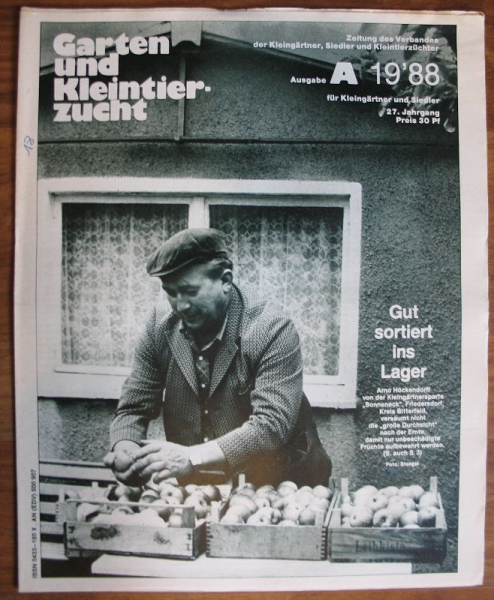 Garten
und
Kleintier-
zucht
Zeitung des Verbandes
der Kleingärtner, Siedler und Kleintierzüchter
Ausgabe A 19'88
für Kleingärtner und Siedler
27. Jahrgang
Preis 30 Pf
18
Gut
sortiert
ins
Lager
Arno Höckendorff
von der Kleingärtnersparte
„Sonneneck", Friedersdorf,
Kreis Bitterfeld,
versäumt nicht
die „große Durchsicht"
nach der Ernte,
damit nur unbeschädigte
Früchte aufbewahrt werden.
(S. auch S. 3)
Foto: Stengel